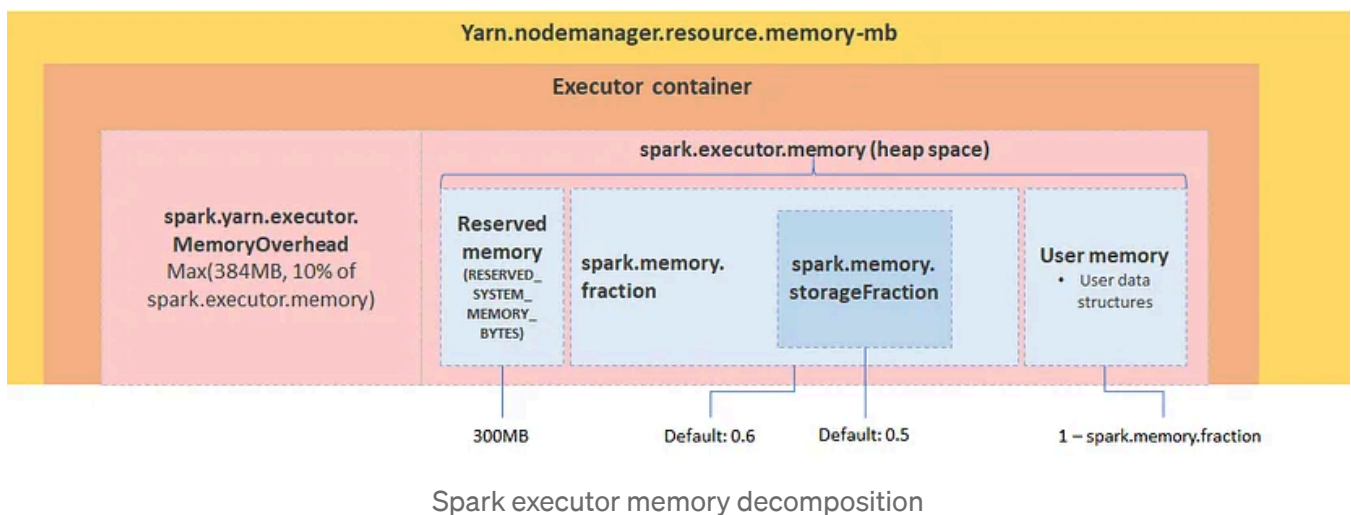 Yarn.nodemanager.resource.memory-mb
Executor container
spark.executor.memory (heap space)
spark.yarn.executor.
MemoryOverhead
Max(384MB, 10% of
spark.executor.memory)
Reserved
memory
(RESERVED_
SYSTEM_
MEMORY_
BYTES)
spark.memory.
fraction
spark.memory.
storageFraction
User memory
• User data
structures
300MB
Default: 0.6
Default: 0.5
1 – spark.memory.fraction
Spark executor memory decomposition